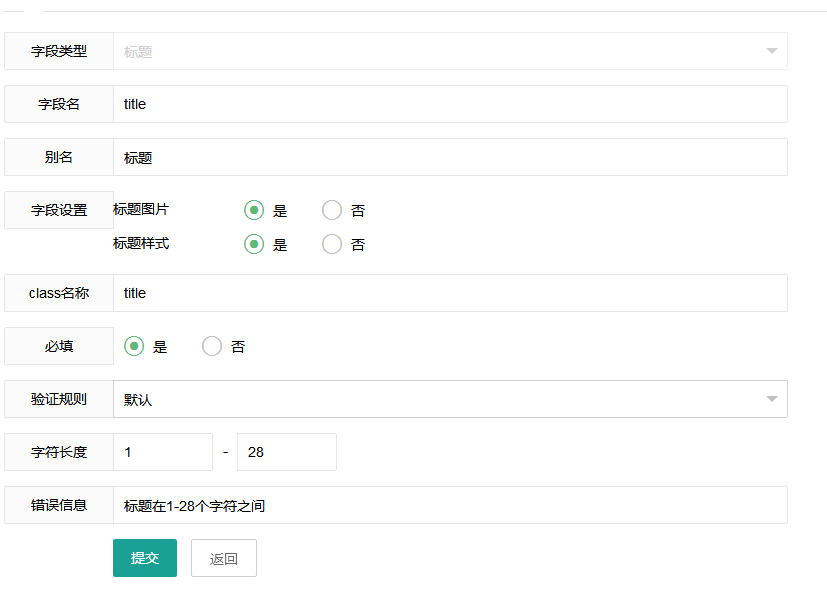 字段类型 标题
字段名 title
别名 标题
字段设置 标题图片 是 否
标题样式 是 否
class名称 title
必填 是 否
验证规则 默认
字符长度 1 - 28
错误信息 标题在1-28个字符之间
提交 返回